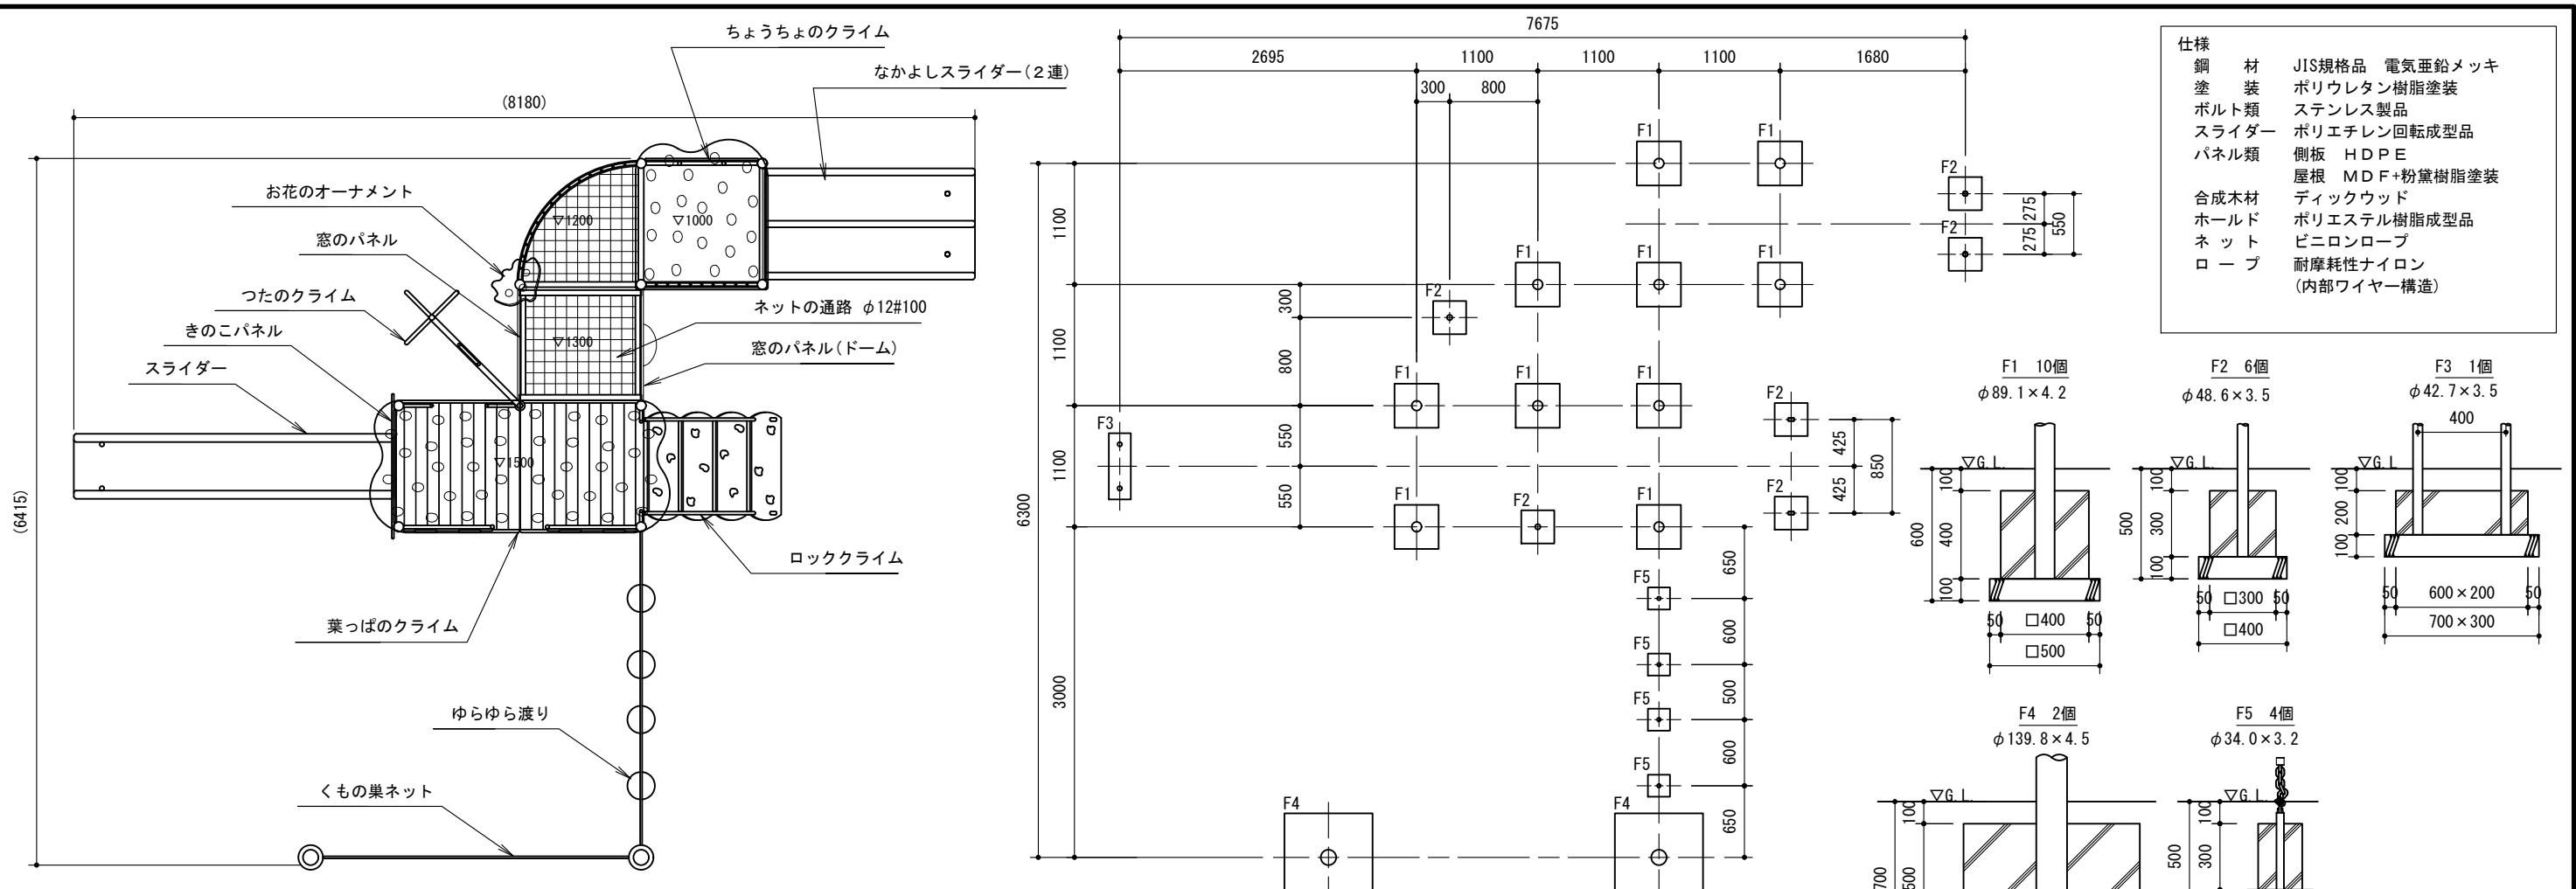 ちょうちょのクライム
なかよしスライダー(２連)
(8180)
お花のオーナメント
窓のパネル
つたのクライム
きのこパネル
スライダー
▽1200
▽1000
▽1300
▽1500
ネットの通路 φ12#100
窓のパネル(ドーム)
(6415)
ロッククライム
葉っぱのクライム
ゆらゆら渡り
くもの巣ネット
7675
2695 1100 1100 1100 1680
300 800
F1 F1
F2
275
275
550
F2
F1 F1 F1
F2
1100
300
1100
800
F1 F1 F1
F2
F3
550
1100
550
425
425
850
F1 F2 F1 F2
6300
3000
650
F5
600
F5
500
F5
600
F5
650
F4 F4
仕様
鋼　材　JIS規格品　電気亜鉛メッキ
塗　装　ポリウレタン樹脂塗装
ボルト類　ステンレス製品
スライダー　ポリエチレン回転成型品
パネル類　側板　ＨＤＰＥ
屋根　ＭＤＦ+粉黛樹脂塗装
合成木材　ディックウッド
ホールド　ポリエステル樹脂成型品
ネット　ビニロンロープ
ロープ　耐摩耗性ナイロン
(内部ワイヤー構造)
F1　10個
φ89.1×4.2
▽G.L.
100
600
400
100
50 □400 50
□500
F2　6個
φ48.6×3.5
▽G.L.
100
500
300
100
50 □300 50
□400
F3　1個
φ42.7×3.5
400
▽G.L
100
200
100
50 600×200 50
700×300
F4　2個
φ139.8×4.5
▽G.L.
100
700
500
F5　4個
φ34.0×3.2
▽G.L.
100
500
300